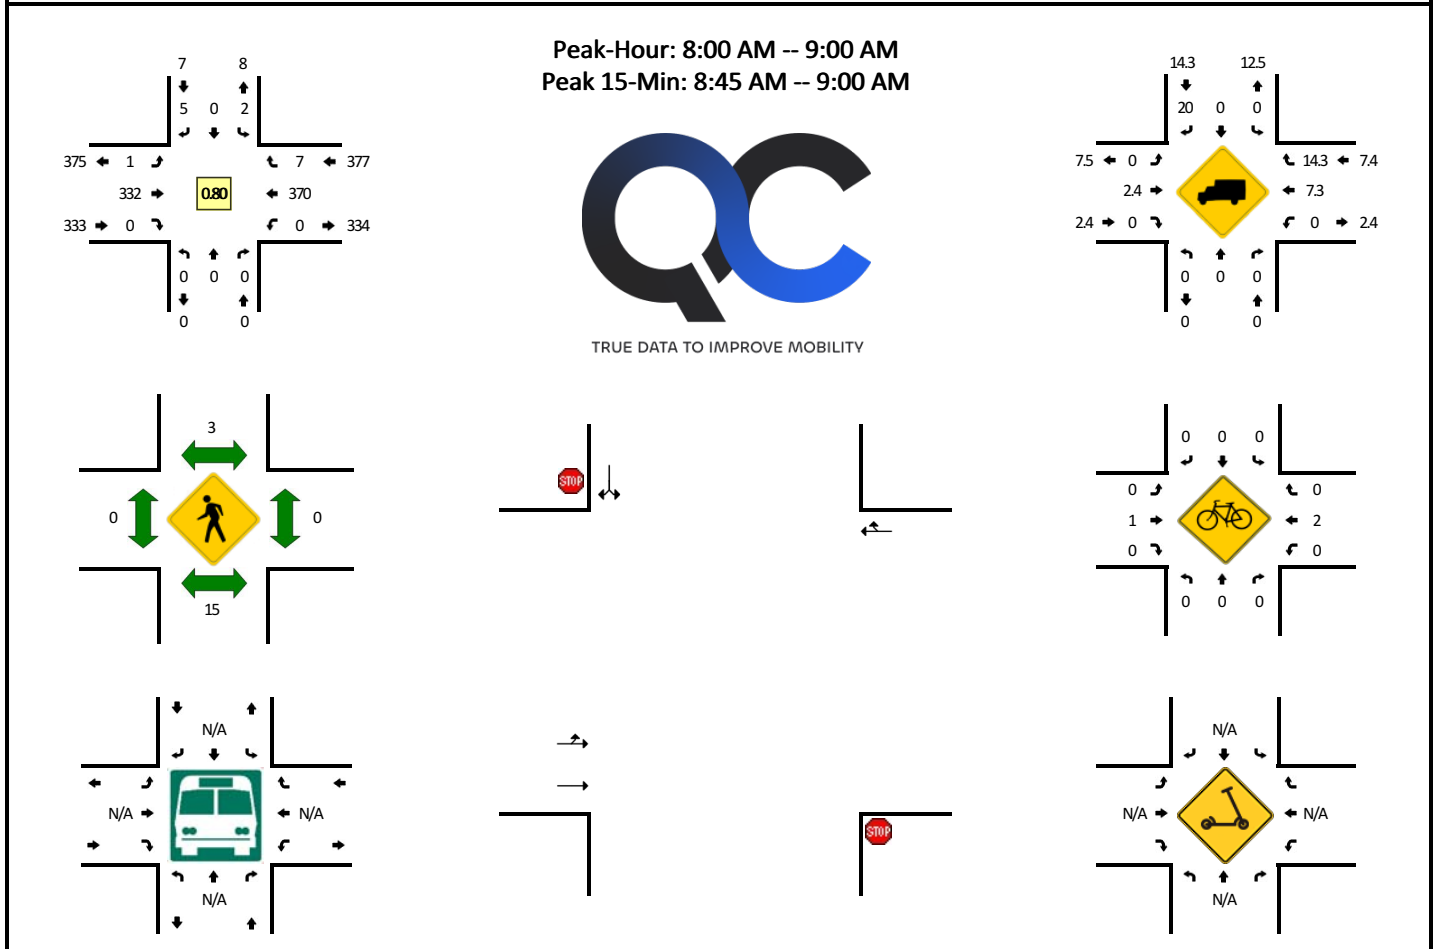 Peak-Hour: 8:00 AM -- 9:00 AM
Peak 15-Min: 8:45 AM -- 9:00 AM
7 8
5 0 2
375 1 7 377
332 0.80 370
333 0 0 334
0 0 0
0 0
TRUE DATA TO IMPROVE MOBILITY
14.3 12.5
20 0 0
7.5 0 14.3 7.4
2.4 7.3
2.4 0 0 2.4
0 0 0
0 0
3
0 0
15
STOP
STOP
0 0 0
0 0
1 2
0 0
0 0 0
N/A
N/A N/A
N/A
N/A
N/A N/A
N/A